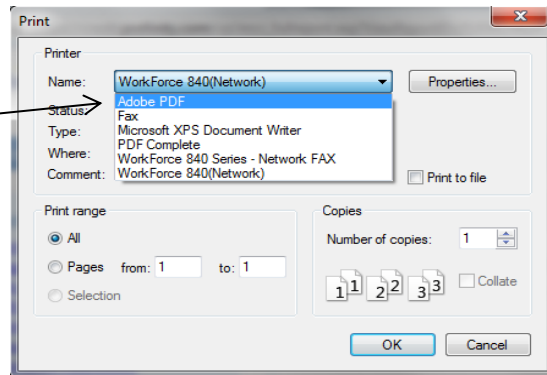 Print
Printer
Name: WorkForce 840(Network) Properties...
Adobe PDF
Status: Fax
Type: Microsoft XPS Document Writer
Where: PDF Complete
WorkForce 840 Series - Network FAX
Comment: WorkForce 840(Network) Print to file
Print range Copies
All Number of copies: 1
Pages from: 1 to: 1
Selection 1 1 2 2 3 3 Collate
OK Cancel